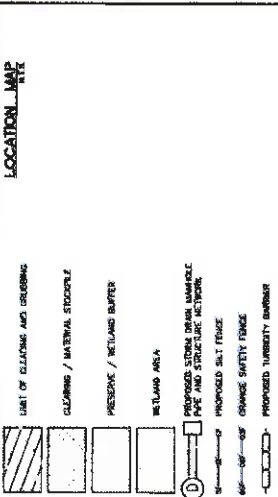 LOCATION MAP
N.T.S.
LIMIT OF CLEARING AND GRUBBING
CLEARING / MATERIAL STOCKPILE
PRESERVE / WETLAND BUFFER
WETLAND AREA
D
PROPOSED STORM DRAIN MANHOLE
PIPE AND STRUCTURE NETWORK
PROPOSED SILT FENCE
ORANGE SAFETY FENCE
PROPOSED TURBIDITY BARRIER